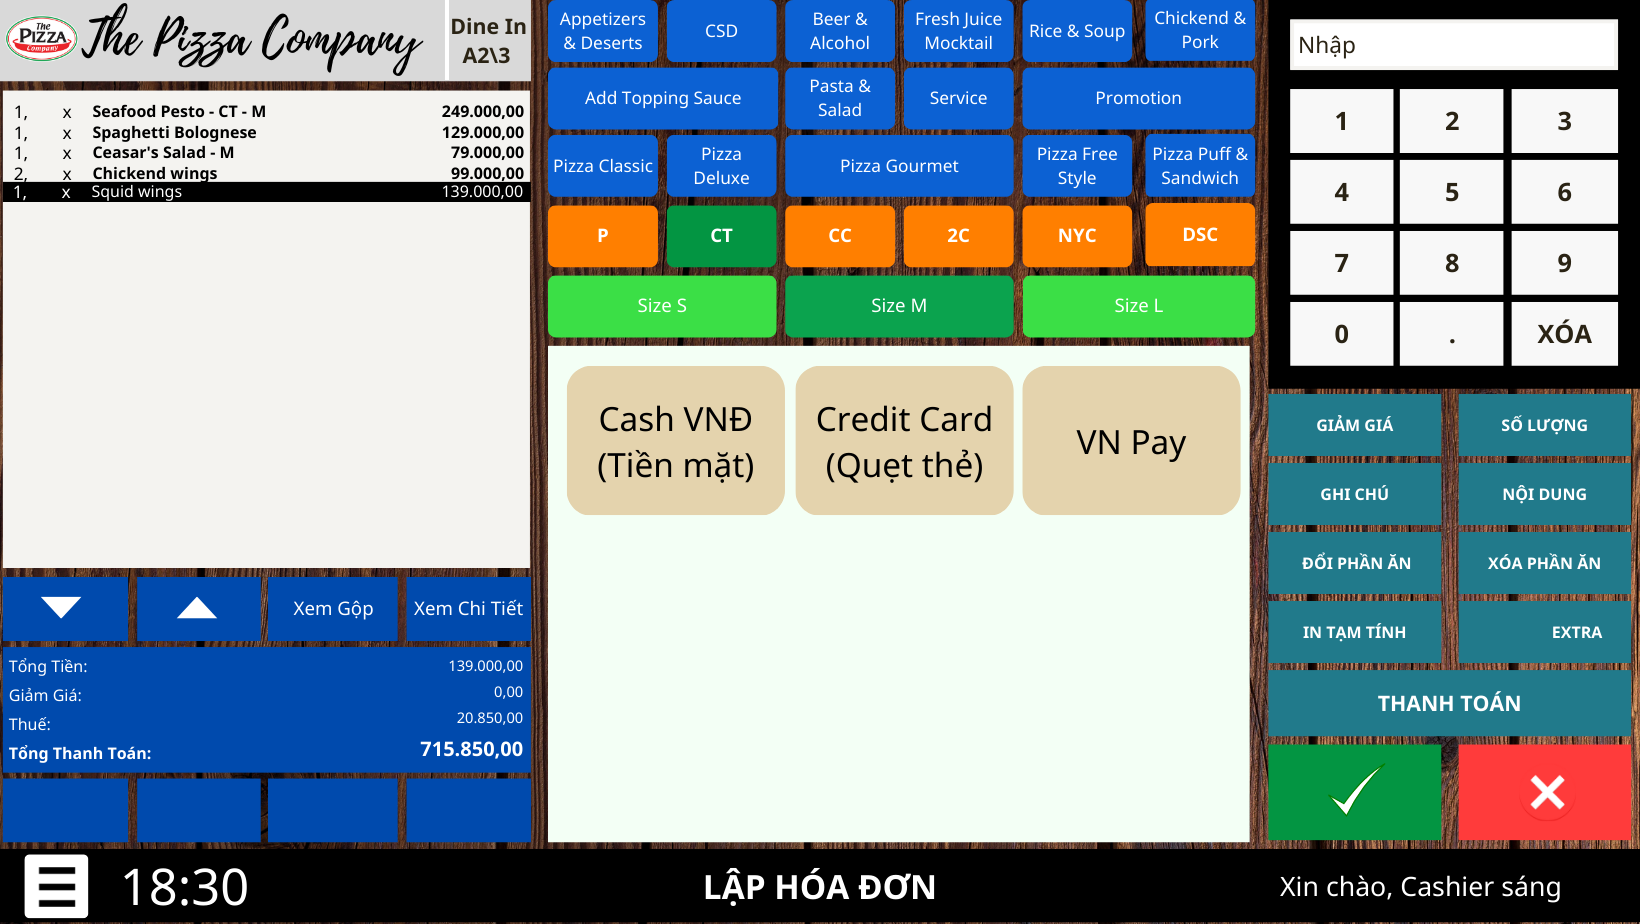 The
PIZZA
Company
The Pizza Company
Dine In
A2\3
1, x Seafood Pesto - CT - M 249.000,00
1, x Spaghetti Bolognese 129.000,00
1, x Ceasar's Salad - M 79.000,00
2, x Chickend wings 99.000,00
1, x Squid wings 139.000,00
Xem Gộp
Xem Chi Tiết
Tổng Tiền: 139.000,00
Giảm Giá: 0,00
Thuế: 20.850,00
Tổng Thanh Toán: 715.850,00
Appetizers
& Deserts
CSD
Beer &
Alcohol
Fresh Juice
Mocktail
Rice & Soup
Chickend &
Pork
Add Topping Sauce
Pasta &
Salad
Service
Promotion
Pizza Classic
Pizza
Deluxe
Pizza Gourmet
Pizza Free
Style
Pizza Puff &
Sandwich
P
CT
CC
2C
NYC
DSC
Size S
Size M
Size L
Cash VNĐ
(Tiền mặt)
Credit Card
(Quẹt thẻ)
VN Pay
Nhập
1 2 3
4 5 6
7 8 9
0 . XÓA
GIẢM GIÁ
SỐ LƯỢNG
GHI CHÚ
NỘI DUNG
ĐỔI PHẦN ĂN
XÓA PHẦN ĂN
IN TẠM TÍNH
EXTRA
THANH TOÁN
18:30
LẬP HÓA ĐƠN
Xin chào, Cashier sáng